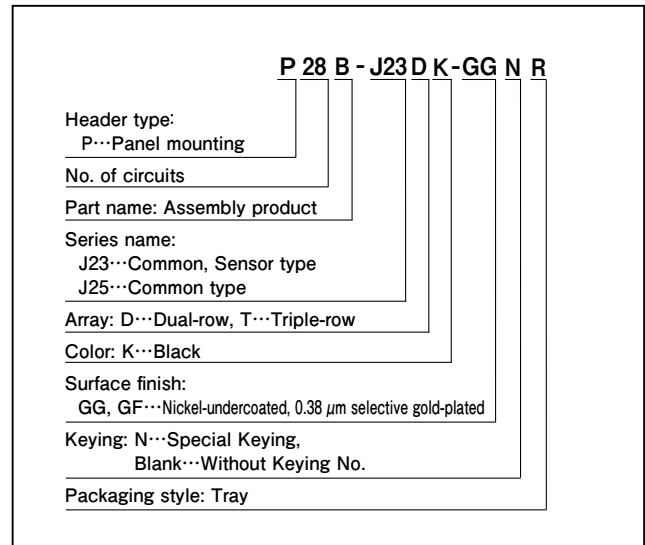 P 28 B - J23 D K - GG N R
Header type:
P…Panel mounting
No. of circuits
Part name: Assembly product
Series name:
J23…Common, Sensor type
J25…Common type
Array: D…Dual-row, T…Triple-row
Color: K…Black
Surface finish:
GG, GF…Nickel-undercoated, 0.38 μm selective gold-plated
Keying: N…Special Keying,
Blank…Without Keying No.
Packaging style: Tray